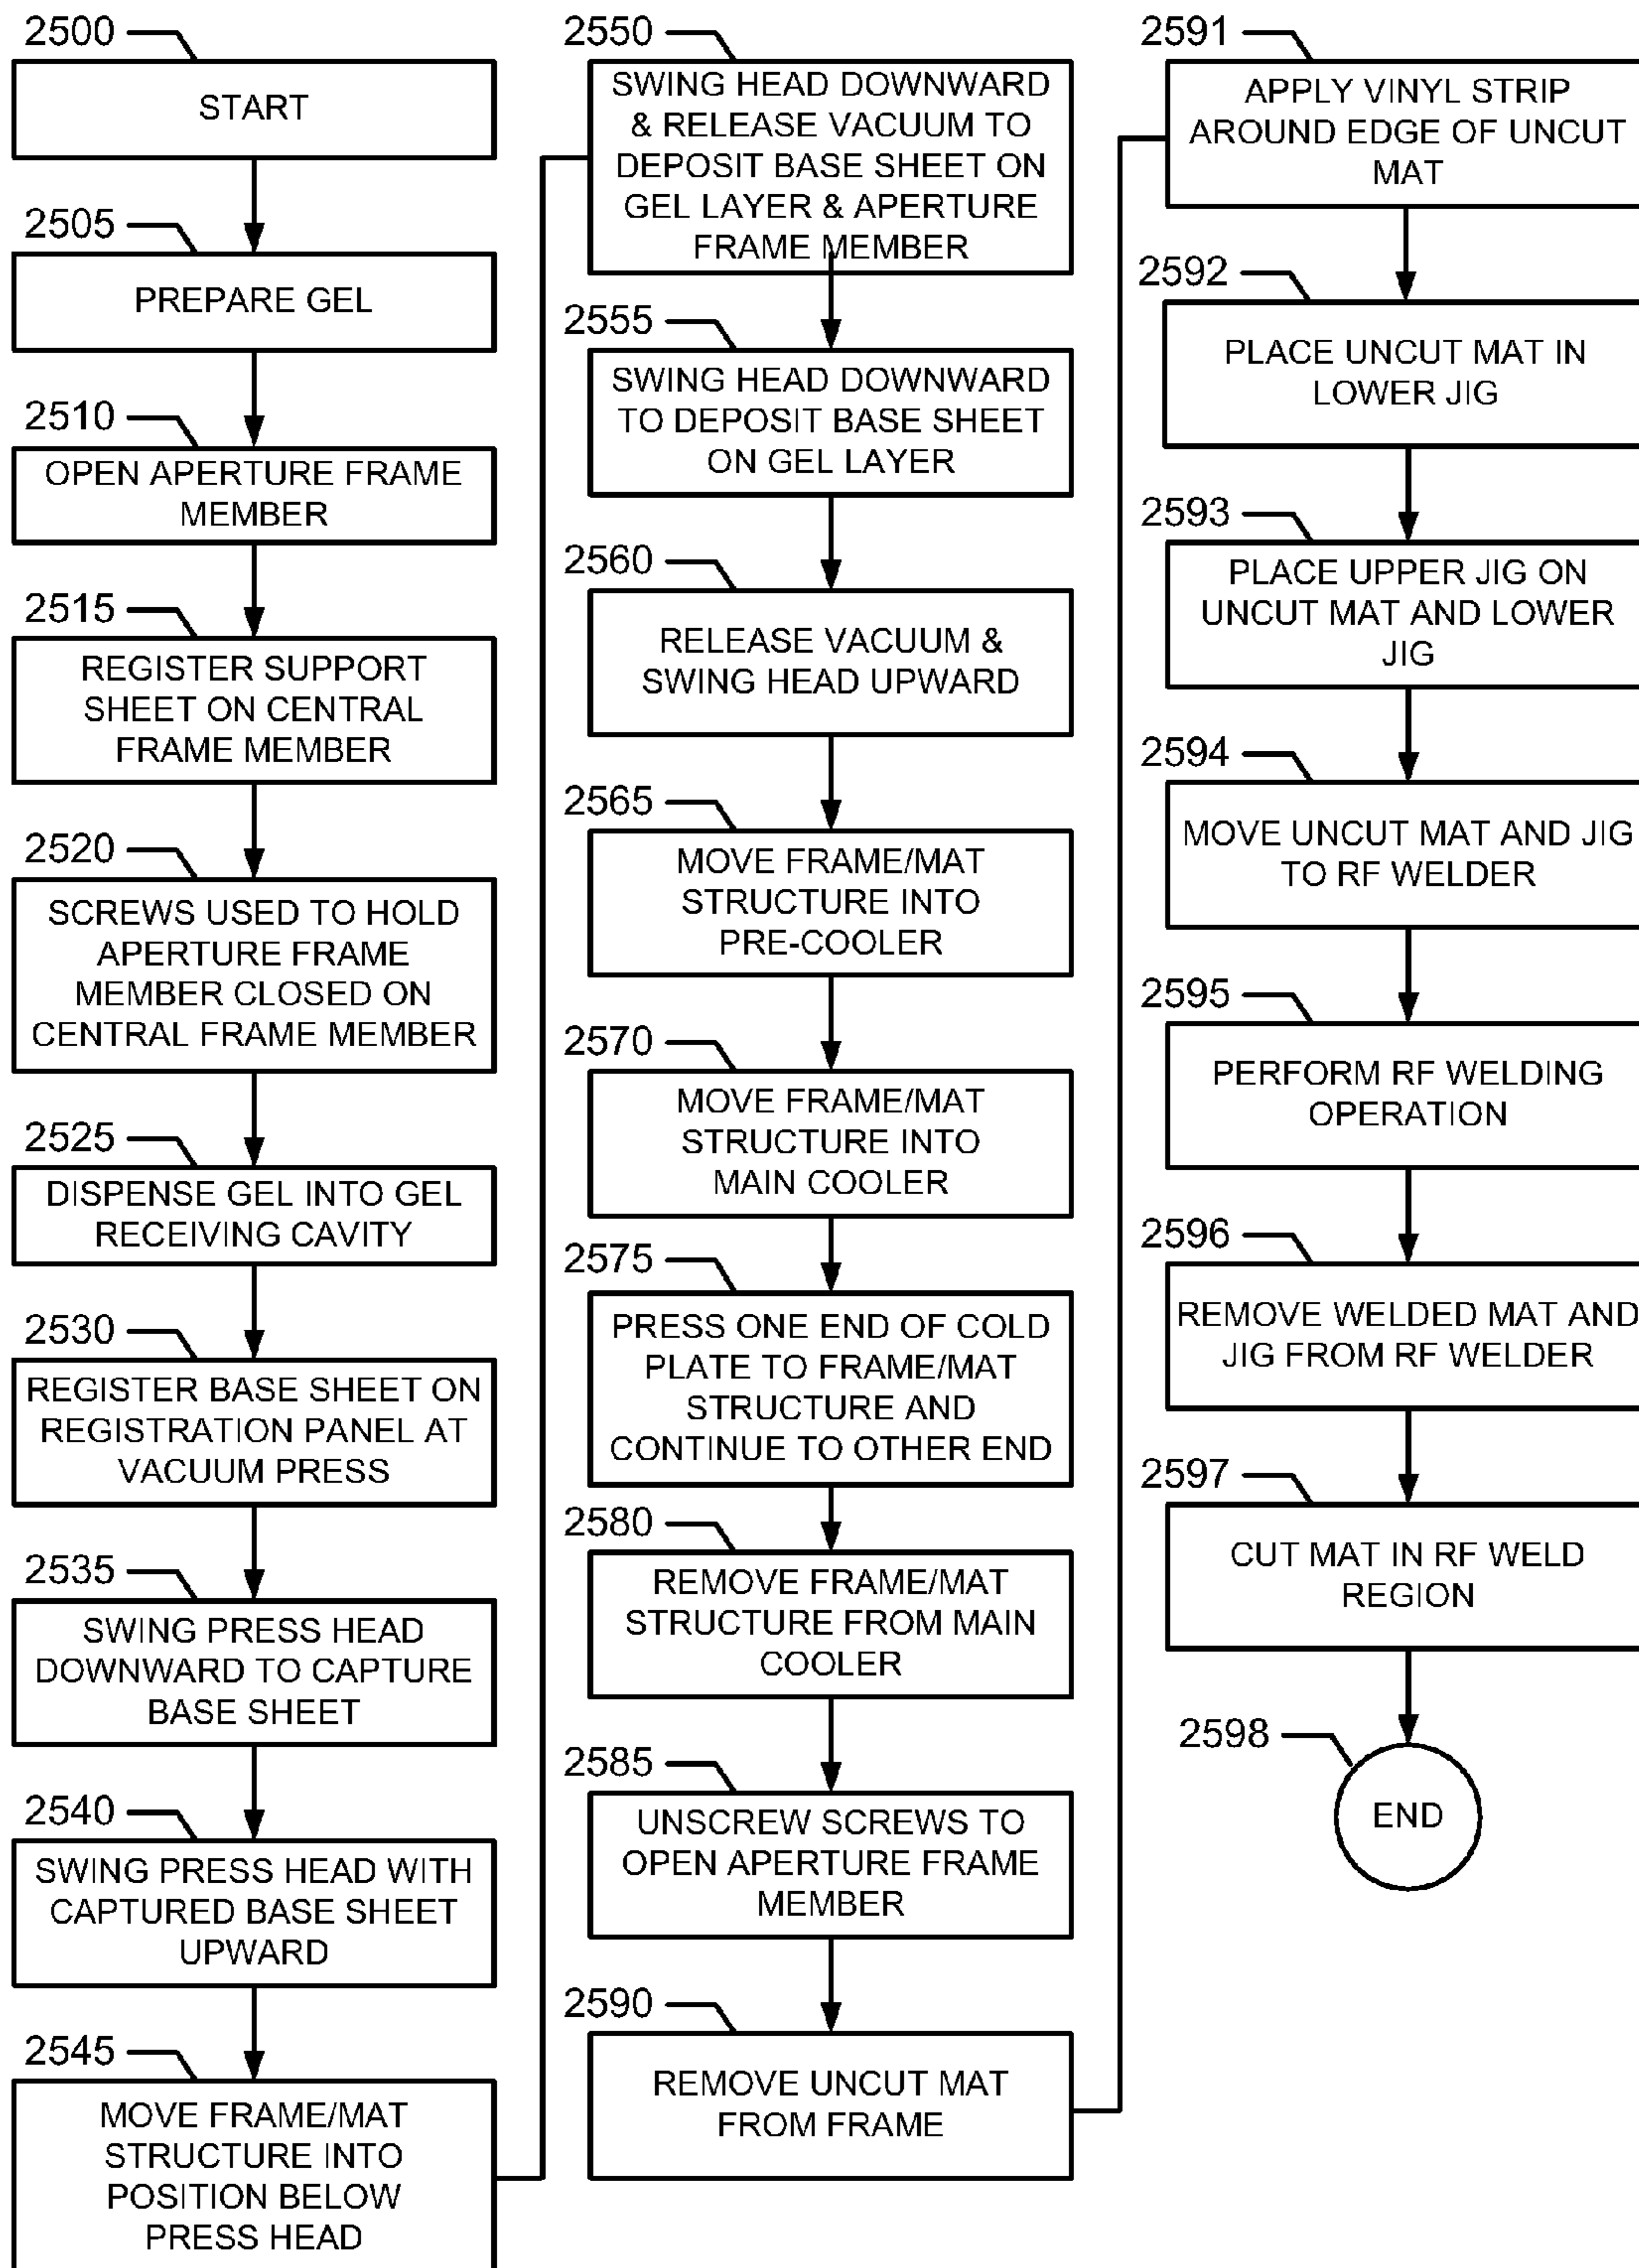 2500
START
2505
PREPARE GEL
2510
OPEN APERTURE FRAME
MEMBER
2515
REGISTER SUPPORT
SHEET ON CENTRAL
FRAME MEMBER
2520
SCREWS USED TO HOLD
APERTURE FRAME
MEMBER CLOSED ON
CENTRAL FRAME MEMBER
2525
DISPENSE GEL INTO GEL
RECEIVING CAVITY
2530
REGISTER BASE SHEET ON
REGISTRATION PANEL AT
VACUUM PRESS
2535
SWING PRESS HEAD
DOWNWARD TO CAPTURE
BASE SHEET
2540
SWING PRESS HEAD WITH
CAPTURED BASE SHEET
UPWARD
2545
MOVE FRAME/MAT
STRUCTURE INTO
POSITION BELOW
PRESS HEAD
2550
SWING HEAD DOWNWARD
& RELEASE VACUUM TO
DEPOSIT BASE SHEET ON
GEL LAYER & APERTURE
FRAME MEMBER
2555
SWING HEAD DOWNWARD
TO DEPOSIT BASE SHEET
ON GEL LAYER
2560
RELEASE VACUUM &
SWING HEAD UPWARD
2565
MOVE FRAME/MAT
STRUCTURE INTO
PRE-COOLER
2570
MOVE FRAME/MAT
STRUCTURE INTO
MAIN COOLER
2575
PRESS ONE END OF COLD
PLATE TO FRAME/MAT
STRUCTURE AND
CONTINUE TO OTHER END
2580
REMOVE FRAME/MAT
STRUCTURE FROM MAIN
COOLER
2585
UNSCREW SCREWS TO
OPEN APERTURE FRAME
MEMBER
2590
REMOVE UNCUT MAT
FROM FRAME
2591
APPLY VINYL STRIP
AROUND EDGE OF UNCUT
MAT
2592
PLACE UNCUT MAT IN
LOWER JIG
2593
PLACE UPPER JIG ON
UNCUT MAT AND LOWER
JIG
2594
MOVE UNCUT MAT AND JIG
TO RF WELDER
2595
PERFORM RF WELDING
OPERATION
2596
REMOVE WELDED MAT AND
JIG FROM RF WELDER
2597
CUT MAT IN RF WELD
REGION
2598
END